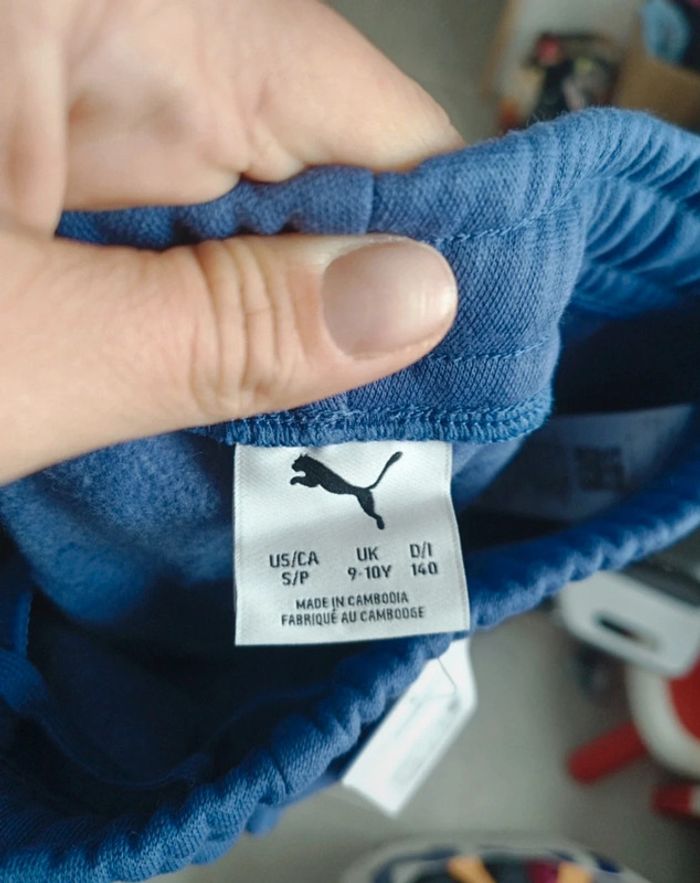 US/CA UK D/I
S/P 9-10Y 140
MADE IN CAMBODIA
FABRIQUÉ AU CAMBODGE